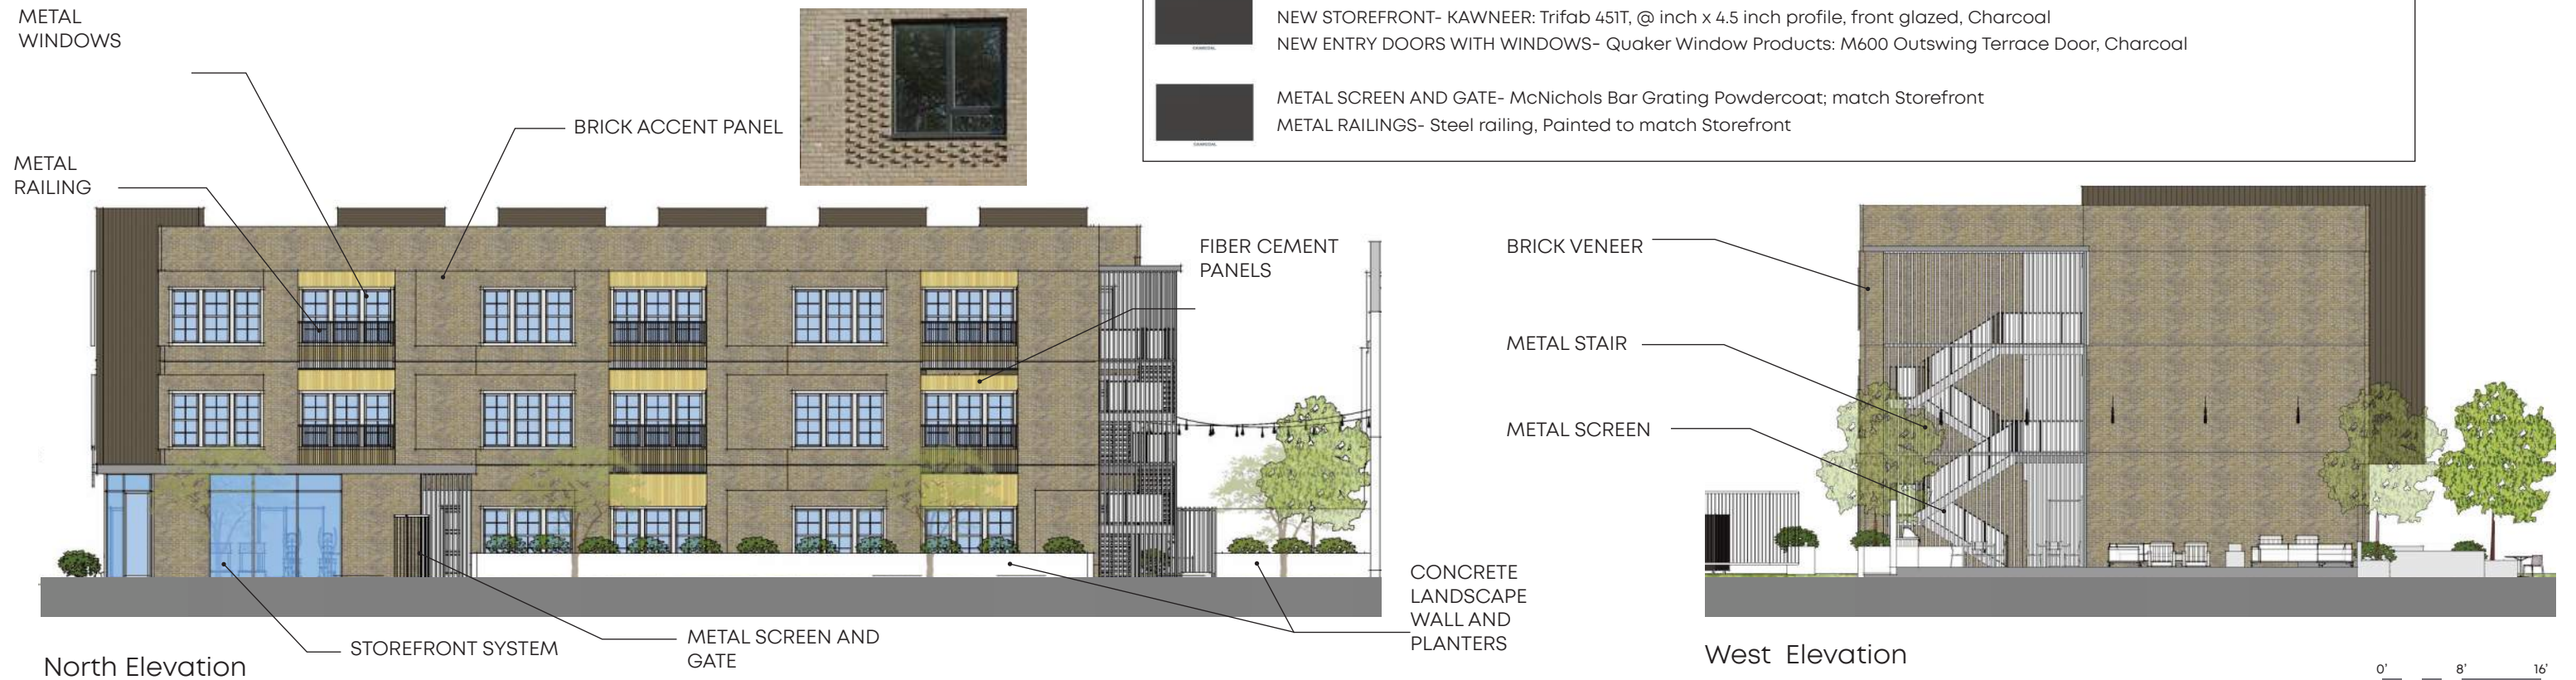 METAL
WINDOWS
NEW STOREFRONT- KAWNEER: Trifab 451T, @ inch x 4.5 inch profile, front glazed, Charcoal
NEW ENTRY DOORS WITH WINDOWS- Quaker Window Products: M600 Outswing Terrace Door, Charcoal
CHARCOAL
METAL SCREEN AND GATE- McNichols Bar Grating Powdercoat; match Storefront
METAL RAILINGS- Steel railing, Painted to match Storefront
CHARCOAL
BRICK ACCENT PANEL
METAL
RAILING
FIBER CEMENT
PANELS
BRICK VENEER
METAL STAIR
METAL SCREEN
CONCRETE
LANDSCAPE
WALL AND
PLANTERS
STOREFRONT SYSTEM
METAL SCREEN AND
GATE
North Elevation
West Elevation
0' 8' 16'